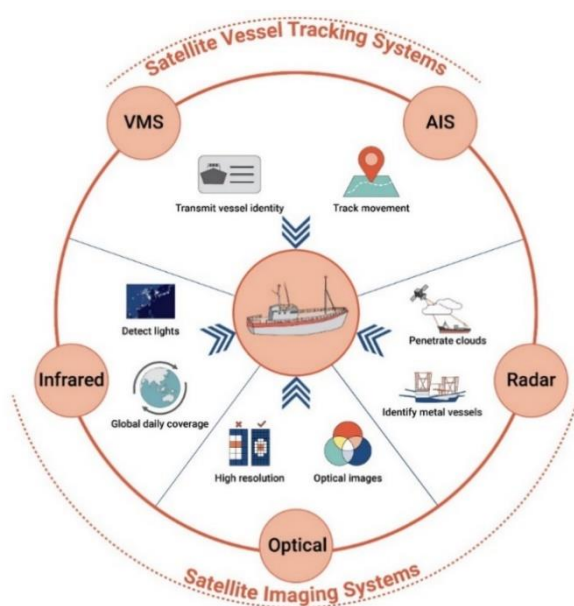 Satellite Vessel Tracking Systems
VMS
AIS
Transmit vessel identity
Track movement
Detect lights
Penetrate clouds
Infrared
Radar
Global daily coverage
Identify metal vessels
High resolution
Optical images
Optical
Satellite Imaging Systems